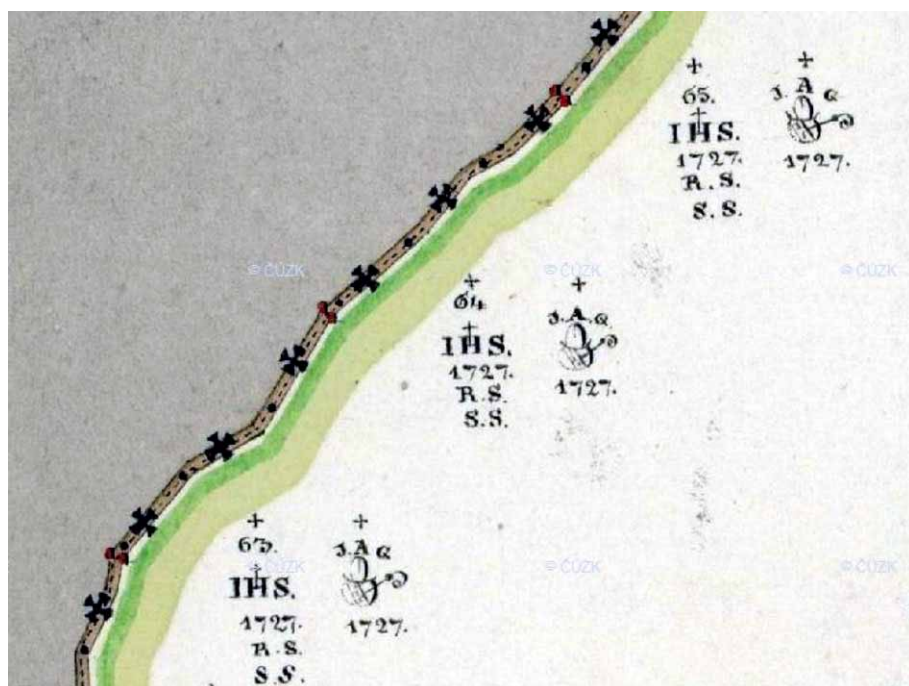 65.
IHS.
1727.
R.S.
S.S.
J. A Q
1727.
© ČÚZK
© ČÚZK
© ČÚZK
64
IHS.
1727.
R.S.
S.S.
J.A.Q.
1727.
63.
IHS.
1727.
R.S.
S.S.
J.A Q
1727.
© ČÚZK
© ČÚZK
© ČÚZK